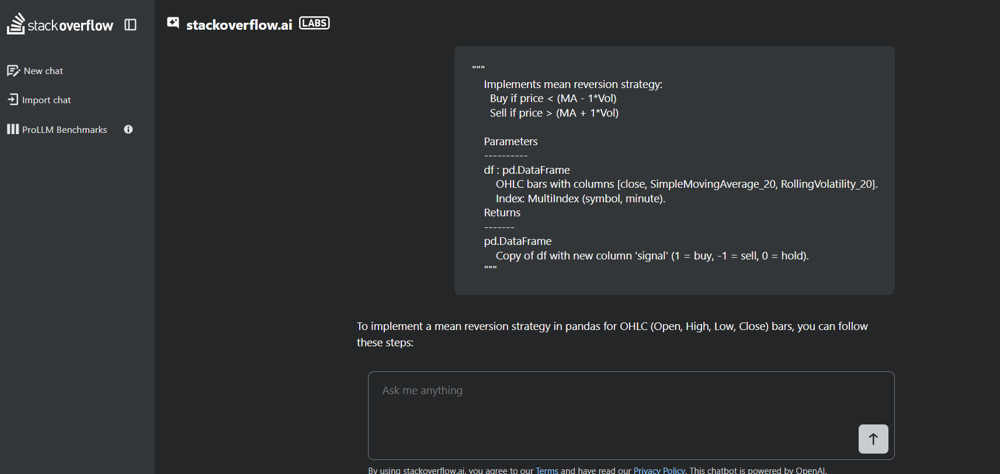 stackoverflow
stackoverflow.ai LABS
New chat
Import chat
ProLLM Benchmarks
"""
Implements mean reversion strategy:
Buy if price < (MA - 1*Vol)
Sell if price > (MA + 1*Vol)
Parameters
----------
df : pd.DataFrame
OHLC bars with columns [close, SimpleMovingAverage_20, RollingVolatility_20].
Index: MultiIndex (symbol, minute).
Returns
-------
pd.DataFrame
Copy of df with new column 'signal' (1 = buy, -1 = sell, 0 = hold).
"""
To implement a mean reversion strategy in pandas for OHLC (Open, High, Low, Close) bars, you can follow
these steps:
Ask me anything
By using stackoverflow.ai, you agree to our Terms and have read our Privacy Policy. This chatbot is powered by OpenAI.